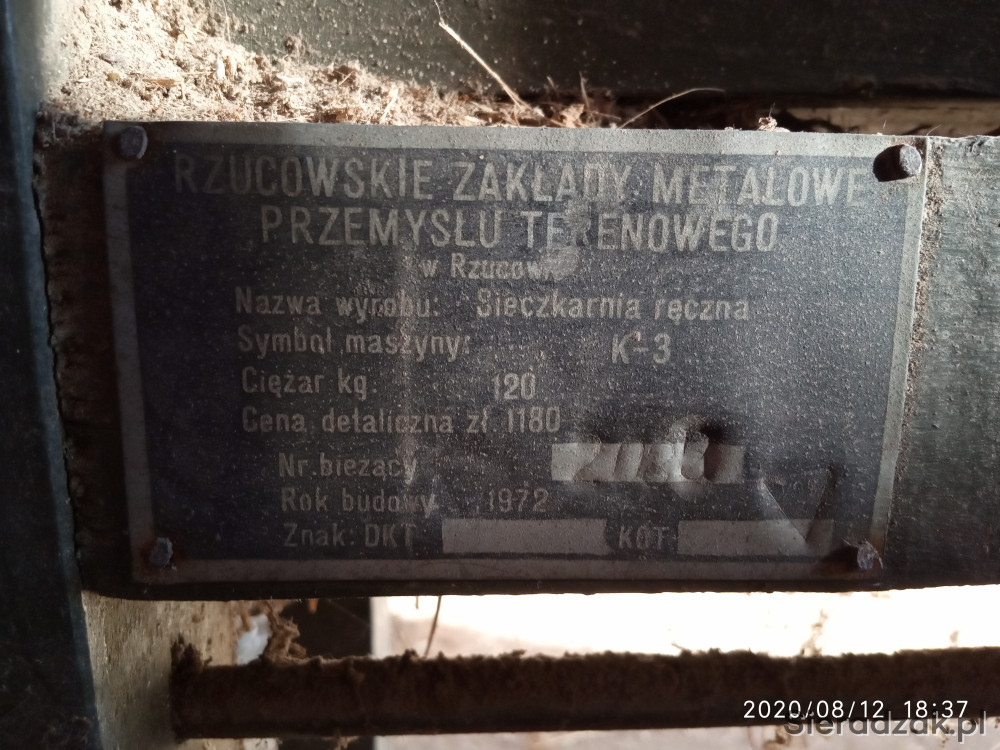 RZUCOWSKIE ZAKŁADY METALOWE
PRZEMYSŁU TERENOWEGO
w Rzucowie
Nazwa wyrobu: Sieczkarnia ręczna
Symbol maszyny: K-3
Ciężar kg. 120
Cena detaliczna zł. 1180
Nr. bieżący
Rok budowy 1972
Znak: DKT KOT-
2020/08/12 18:37
Sieradzak.pl